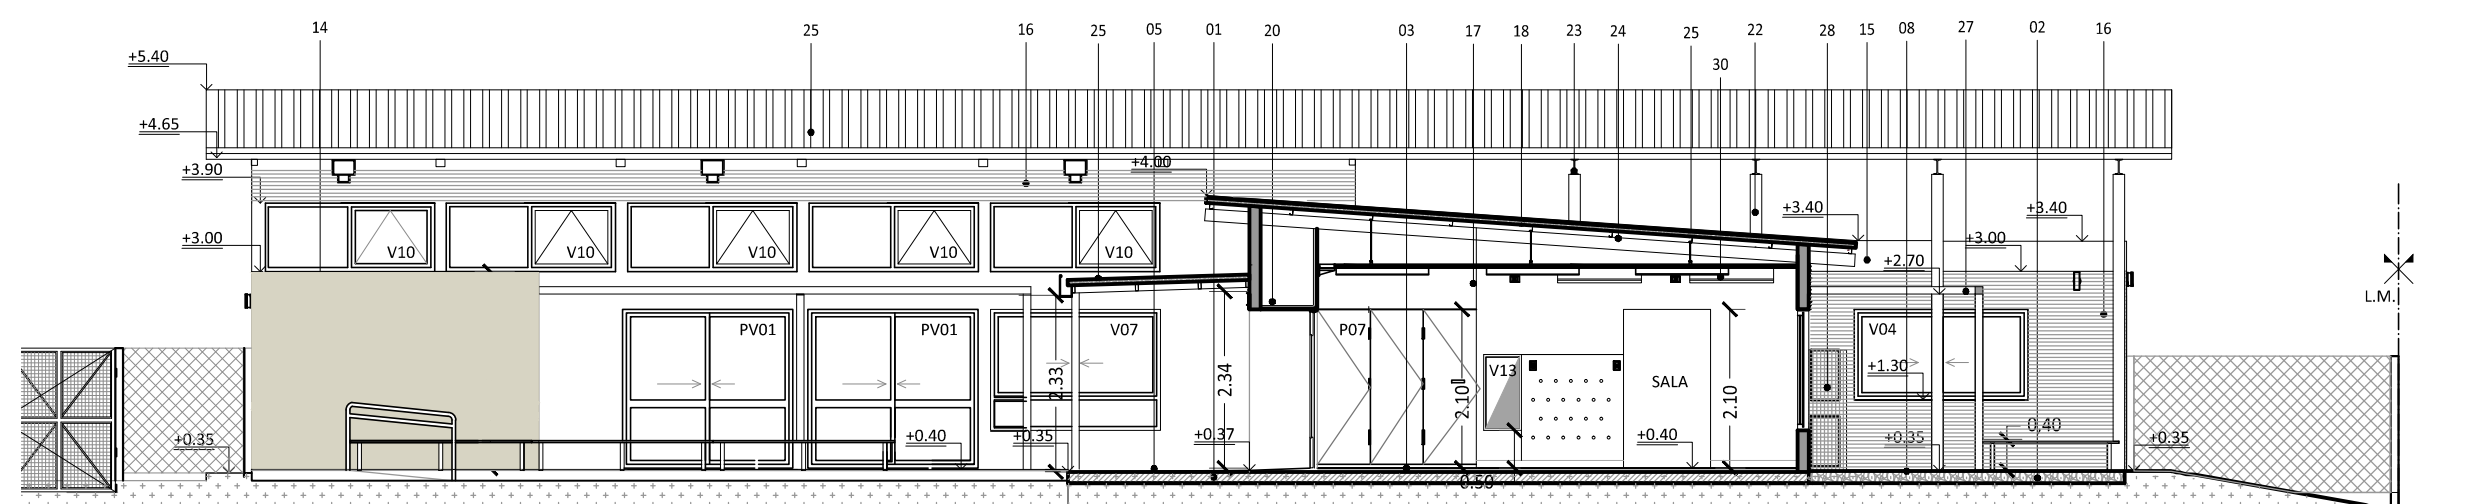 14 25 16 25 05 01 20 03 17 18 23 24 25 22 28 15 08 27 02 16
30
+5.40
+4.65
+4.00
+3.90
+3.40 +3.40
+3.00 V10 V10 V10 V10 V10 +3.00
+2.70
L.M.
PV01 PV01 V07 P07 V04
+1.30
V13 SALA
2.33 2.34 2.10 2.10
0,40
+0.35 +0.40 +0.35 +0.37 +0.40 +0.35 +0.35
0.50